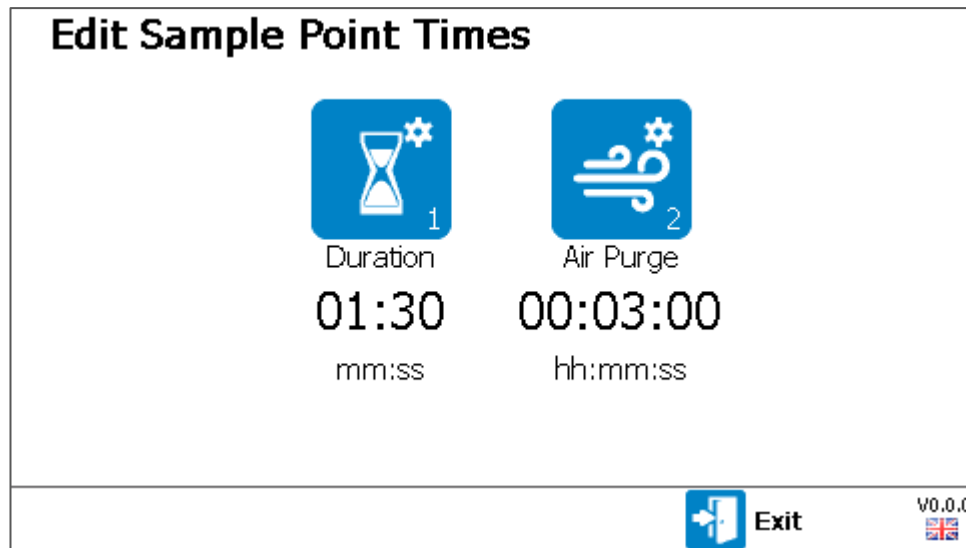 Edit Sample Point Times
1 2
Duration Air Purge
01:30 00:03:00
mm:ss hh:mm:ss
Exit
V0.0.0